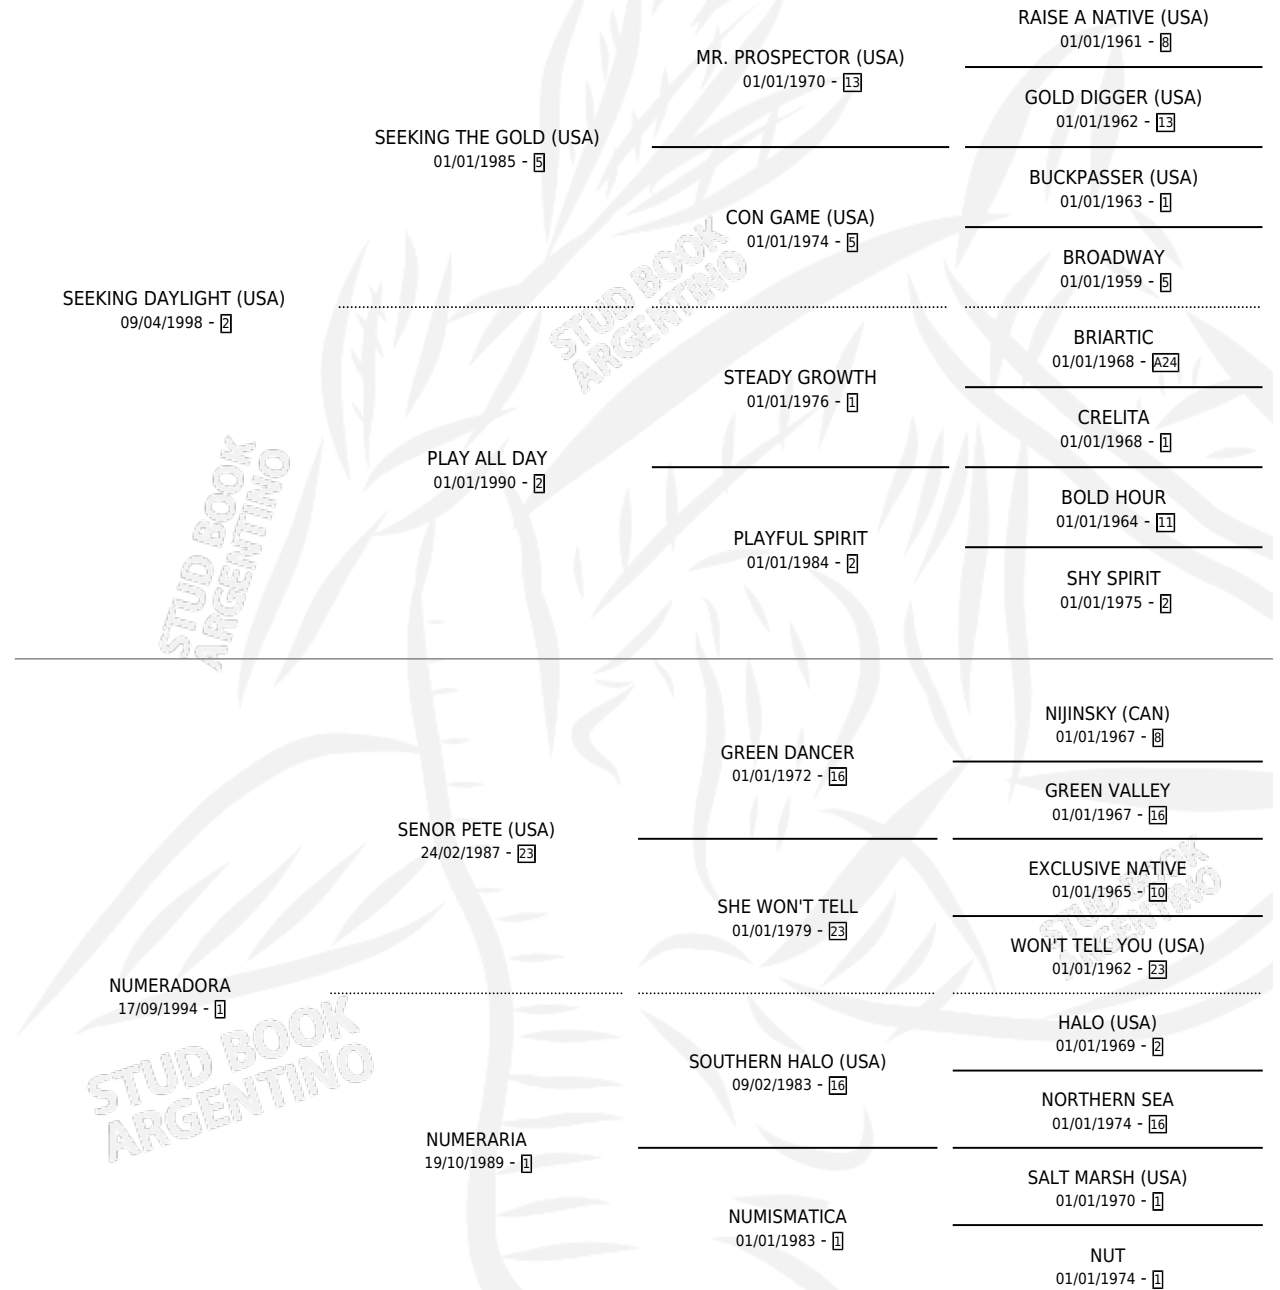 RAISE A NATIVE (USA)
01/01/1961 - 8
MR. PROSPECTOR (USA)
01/01/1970 - 13
GOLD DIGGER (USA)
01/01/1962 - 13
SEEKING THE GOLD (USA)
01/01/1985 - 5
BUCKPASSER (USA)
01/01/1963 - 1
CON GAME (USA)
01/01/1974 - 5
BROADWAY
01/01/1959 - 5
SEEKING DAYLIGHT (USA)
09/04/1998 - 2
BRIARTIC
01/01/1968 - A24
STEADY GROWTH
01/01/1976 - 1
CRELITA
01/01/1968 - 1
PLAY ALL DAY
01/01/1990 - 2
BOLD HOUR
01/01/1964 - 11
PLAYFUL SPIRIT
01/01/1984 - 2
SHY SPIRIT
01/01/1975 - 2
NIJINSKY (CAN)
01/01/1967 - 8
GREEN DANCER
01/01/1972 - 16
GREEN VALLEY
01/01/1967 - 16
SENOR PETE (USA)
24/02/1987 - 23
EXCLUSIVE NATIVE
01/01/1965 - 10
SHE WON'T TELL
01/01/1979 - 23
WON'T TELL YOU (USA)
01/01/1962 - 23
NUMERADORA
17/09/1994 - 1
HALO (USA)
01/01/1969 - 2
SOUTHERN HALO (USA)
09/02/1983 - 16
NORTHERN SEA
01/01/1974 - 16
NUMERARIA
19/10/1989 - 1
SALT MARSH (USA)
01/01/1970 - 1
NUMISMATICA
01/01/1983 - 1
NUT
01/01/1974 - 1
STUD BOOK
ARGENTINO
STUD BOOK
ARGENTINO
STUD BOOK
ARGENTINO
STUD BOOK
ARGENTINO